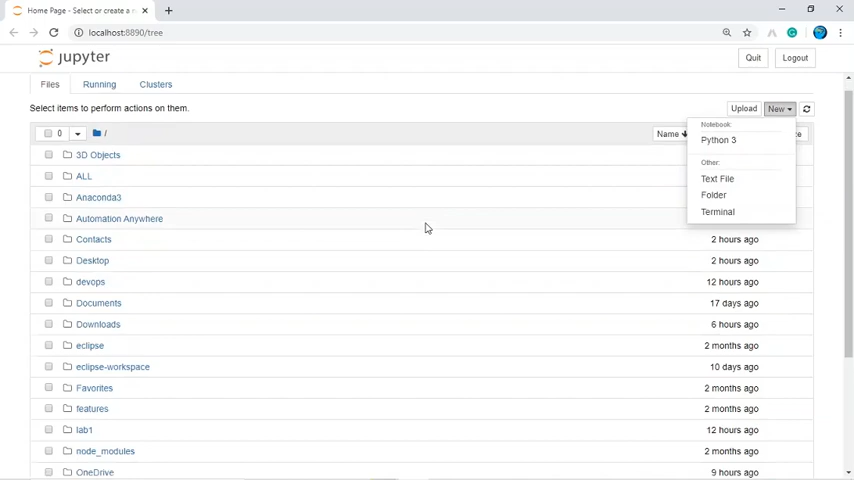 Home Page - Select or create a n
localhost:8890/tree
jupyter
Quit
Logout
Files
Running
Clusters
Select items to perform actions on them.
Upload
New
0
/
Name
Notebook:
Python 3
Other:
Text File
Folder
Terminal
3D Objects
ALL
Anaconda3
Automation Anywhere
Contacts
2 hours ago
Desktop
2 hours ago
devops
12 hours ago
Documents
17 days ago
Downloads
6 hours ago
eclipse
2 months ago
eclipse-workspace
10 days ago
Favorites
2 months ago
features
2 months ago
lab1
12 hours ago
node_modules
2 months ago
OneDrive
9 hours ago